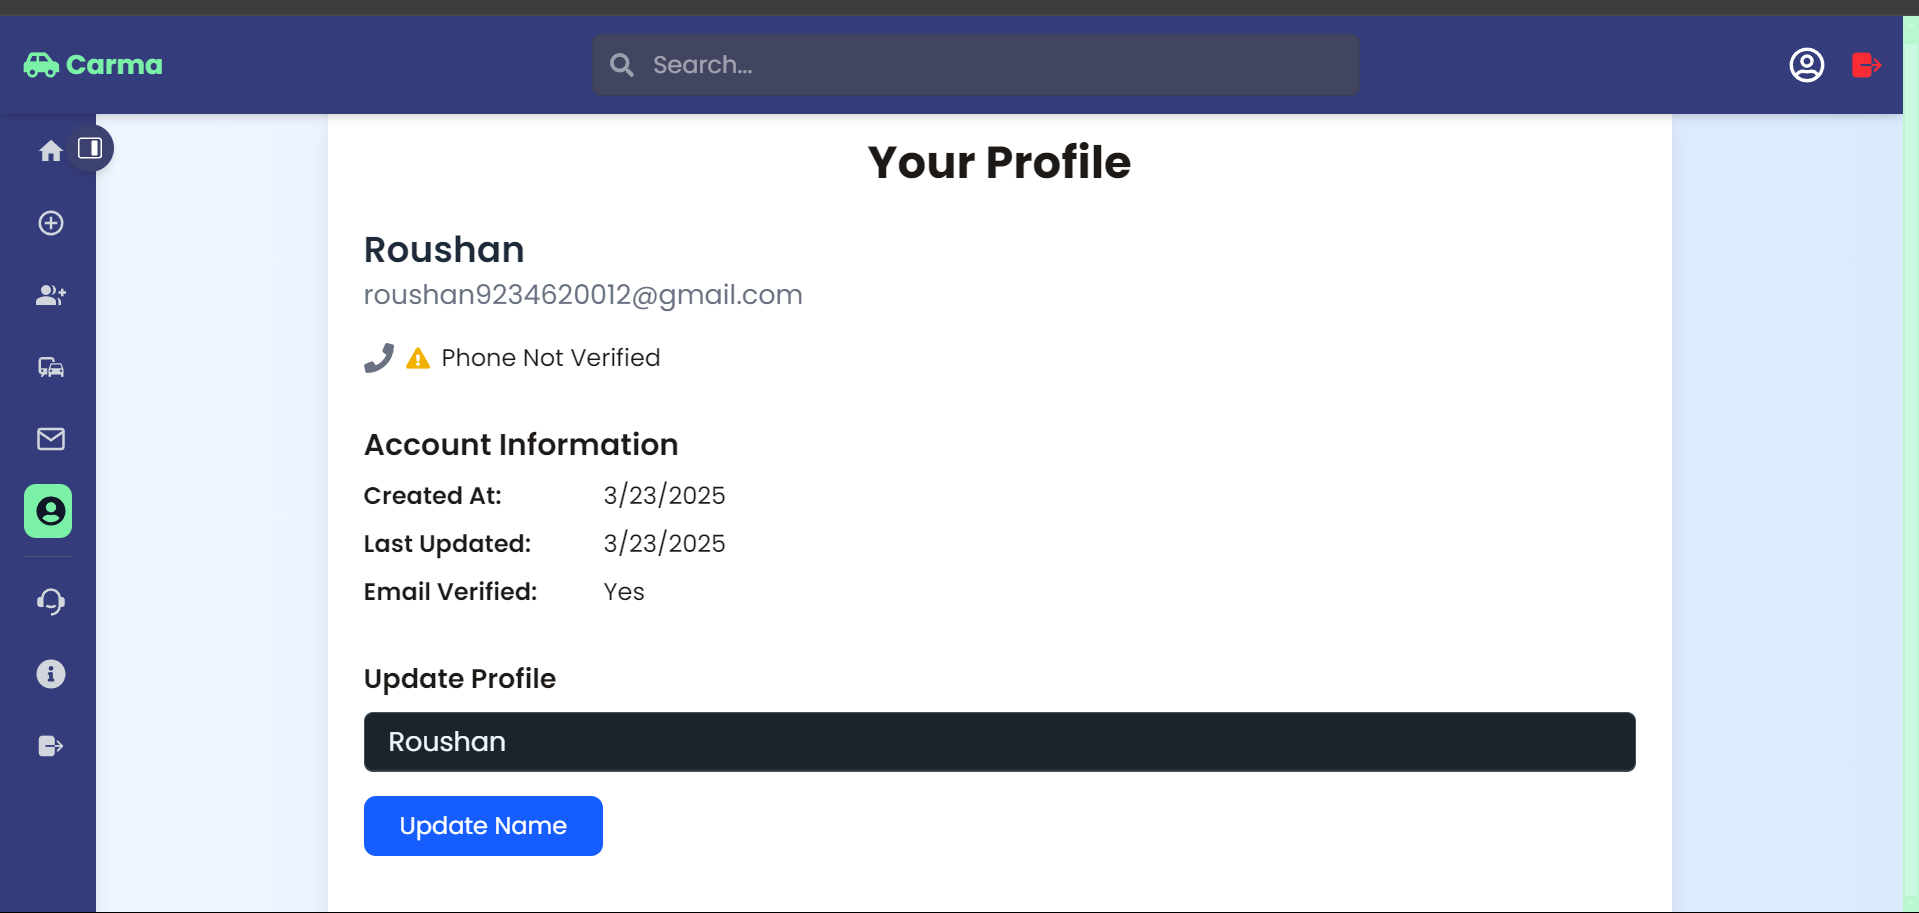 Carma
Search...
Your Profile
Roushan
roushan9234620012@gmail.com
Phone Not Verified
Account Information
Created At: 3/23/2025
Last Updated: 3/23/2025
Email Verified: Yes
Update Profile
Roushan
Update Name